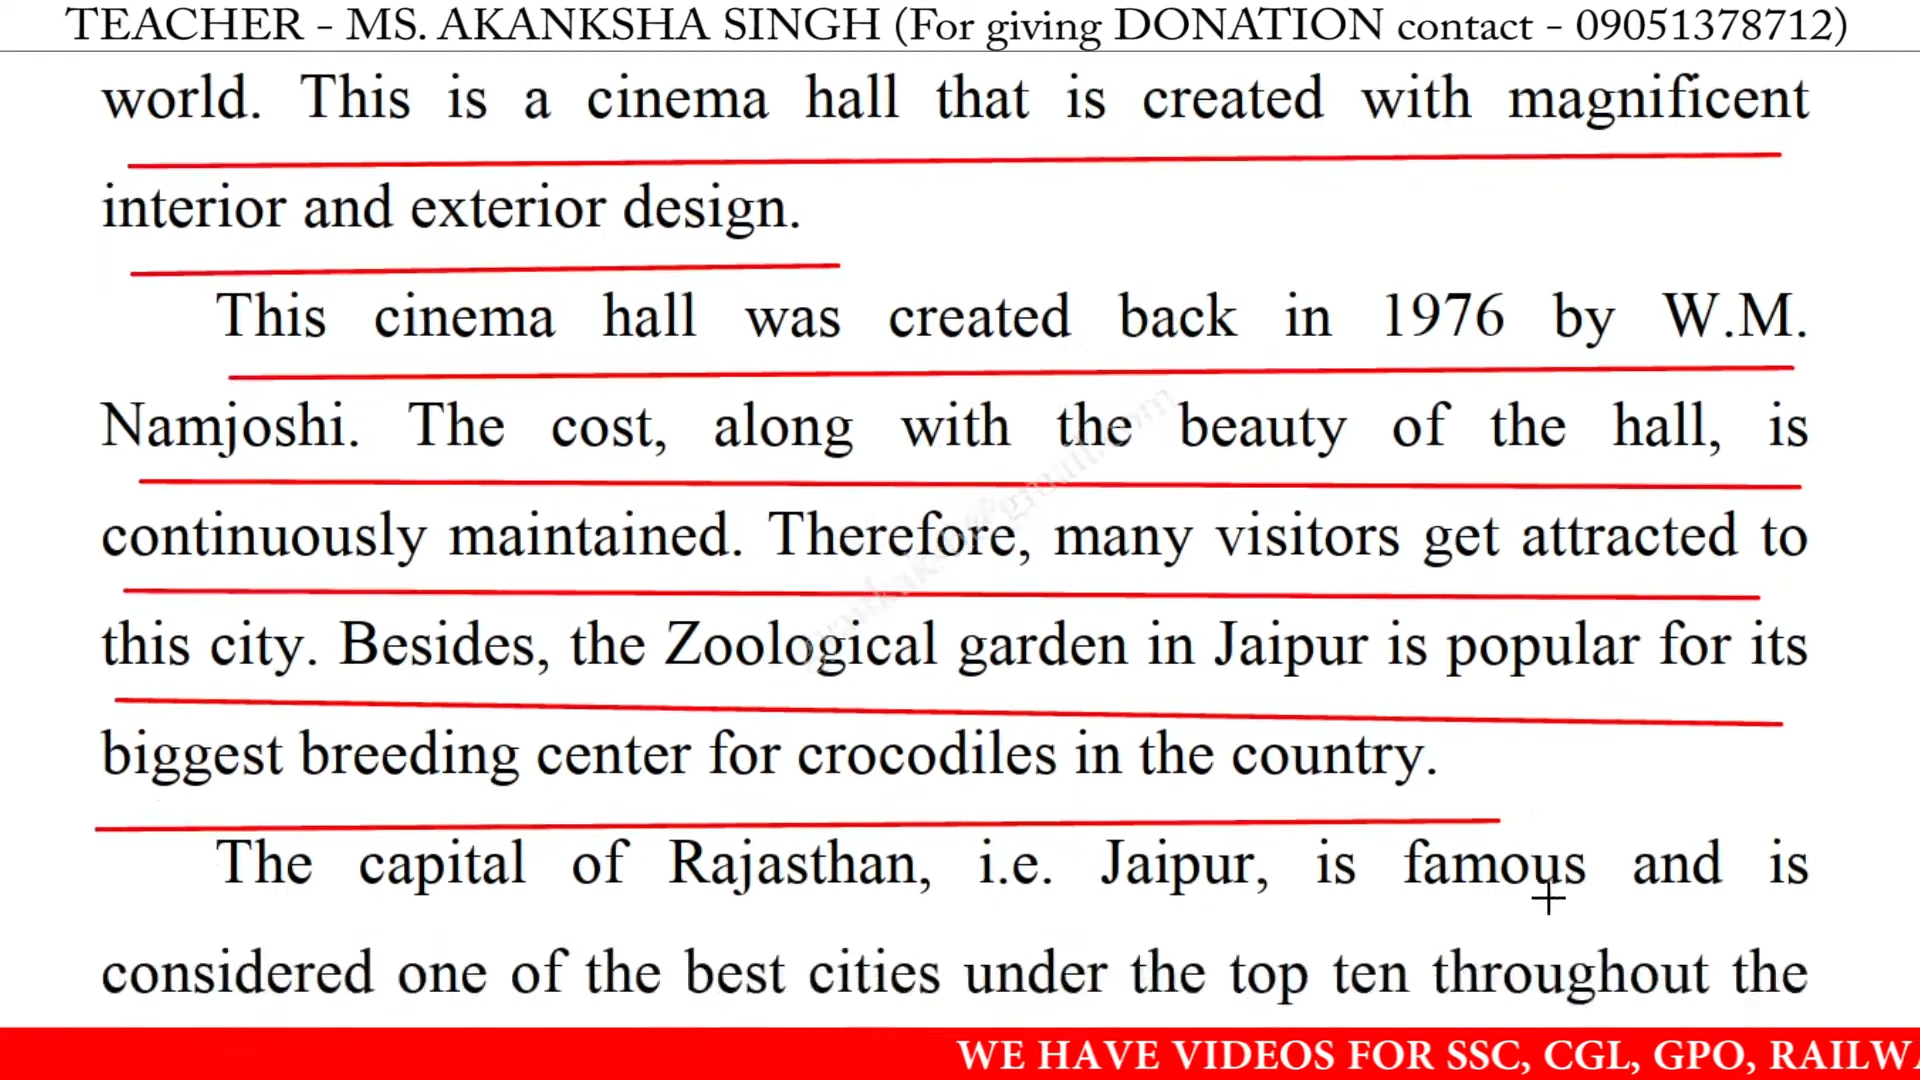 TEACHER - MS. AKANKSHA SINGH (For giving DONATION contact - 09051378712)
world. This is a cinema hall that is created with magnificent
interior and exterior design.
This cinema hall was created back in 1976 by W.M.
Namjoshi. The cost, along with the beauty of the hall, is
continuously maintained. Therefore, many visitors get attracted to
this city. Besides, the Zoological garden in Jaipur is popular for its
biggest breeding center for crocodiles in the country.
The capital of Rajasthan, i.e. Jaipur, is famous and is
considered one of the best cities under the top ten throughout the
WE HAVE VIDEOS FOR SSC, CGL, GPO, RAILWA